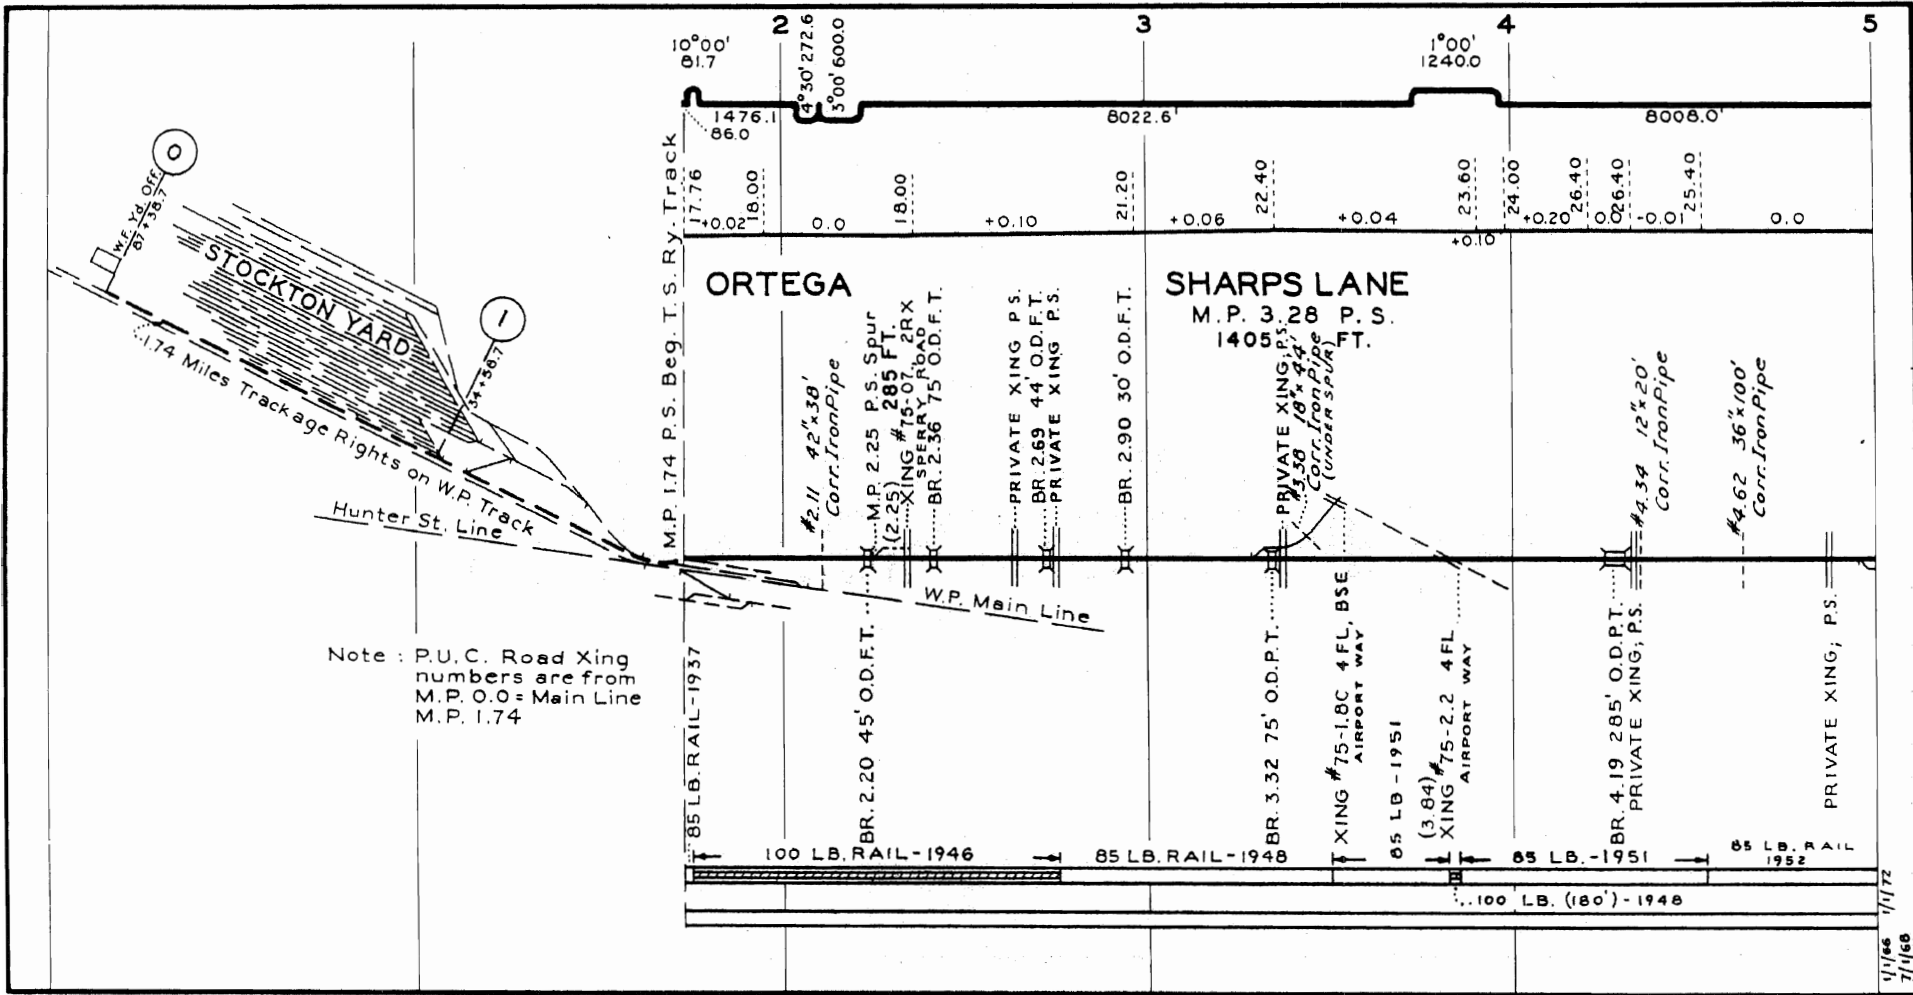 2
3
4
5
10°00'
81.7
4°30' 272.6
3°00' 600.0
1°00'
1240.0
1476.1
86.0
8022.6'
8008.0'
0
W.P. Yd. Off.
87+38.7
STOCKTON YARD
1
34+58.7
1.74 Miles Trackage Rights on W.P. Track
Hunter St. Line
M.P. 1.74 P.S. Beg. T.S. Ry. Track
17.76
18.00
18.00
21.20
22.40
23.60
24.00
26.40
26.40
25.40
+0.02
0.0
+0.10
+0.06
+0.04
+0.10
+0.20
0.0
-0.01
0.0
ORTEGA
SHARPS LANE
M.P. 3.28 P.S.
1405 FT.
#2.11 42"x38'
Corr. Iron Pipe
M.P. 2.25 P.S. Spur
(2.25) 285 FT.
XING #75-07 2RX
SPERRY ROAD
BR. 2.36 75' O.D.F.T.
PRIVATE XING P.S.
BR. 2.69 44' O.D.F.T.
PRIVATE XING P.S.
BR. 2.90 30' O.D.F.T.
PRIVATE XING; P.S.
#3.38 18"x44'
Corr. Iron Pipe
(UNDER SPUR)
#4.34 12"x20'
Corr. Iron Pipe
#4.62 36"x100'
Corr. Iron Pipe
W.P. Main Line
Note : P.U.C. Road Xing
numbers are from
M.P. 0.0 = Main Line
M.P. 1.74
85 LB. RAIL-1937
BR. 2.20 45' O.D.F.T.
BR. 3.32 75' O.D.P.T.
XING #75-1.8C 4FL, BSE
AIRPORT WAY
85 LB -1951
(3.84)
XING #75-2.2 4FL
AIRPORT WAY
BR. 4.19 285' O.D.P.T.
PRIVATE XING; P.S.
PRIVATE XING; P.S.
100 LB. RAIL-1946
85 LB. RAIL-1948
85 LB.-1951
85 LB. RAIL
1952
100 LB. (180')-1948
1/1/72
1/1/66
7/1/68